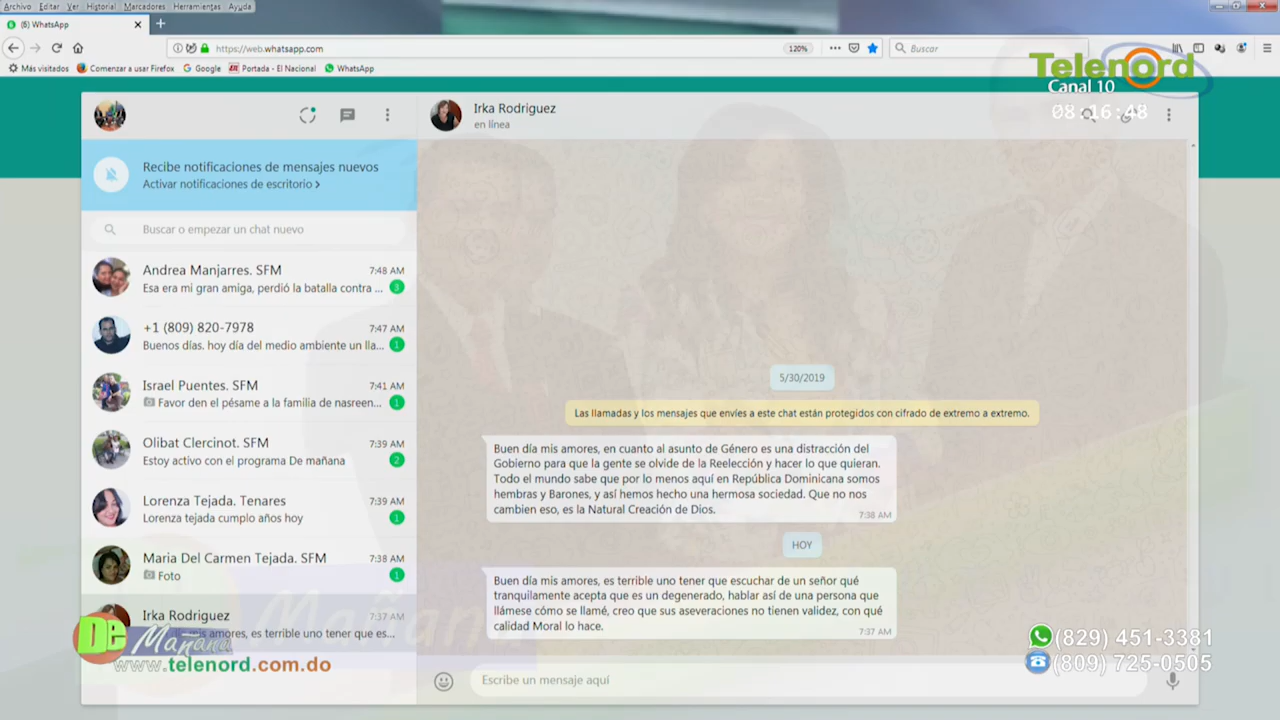 Archivo Editar Ver Historial Marcadores Herramientas Ayuda
(6) WhatsApp
https://web.whatsapp.com
120%
Buscar
Más visitados
Comenzar a usar Firefox
Google
Portada - El Nacional
WhatsApp
Telenord
Canal 10
08:16:48
Irka Rodriguez
en línea
Recibe notificaciones de mensajes nuevos
Activar notificaciones de escritorio >
Buscar o empezar un chat nuevo
Andrea Manjarres. SFM
7:48 AM
Esa era mi gran amiga, perdió la batalla contra ...
3
+1 (809) 820-7978
7:47 AM
Buenos días. hoy día del medio ambiente un lla...
1
Israel Puentes. SFM
7:41 AM
Favor den el pésame a la familia de nasreen...
1
Olibat Clercinot. SFM
7:39 AM
Estoy activo con el programa De mañana
2
Lorenza Tejada. Tenares
7:39 AM
Lorenza tejada cumplo años hoy
1
Maria Del Carmen Tejada. SFM
7:38 AM
Foto
1
Irka Rodriguez
7:37 AM
mis amores, es terrible uno tener que es...
5/30/2019
Las llamadas y los mensajes que envíes a este chat están protegidos con cifrado de extremo a extremo.
Buen día mis amores, en cuanto al asunto de Género es una distracción del
Gobierno para que la gente se olvide de la Reelección y hacer lo que quieran.
Todo el mundo sabe que por lo menos aquí en República Dominicana somos
hembras y Barones, y así hemos hecho una hermosa sociedad. Que no nos
cambien eso, es la Natural Creación de Dios.
7:38 AM
HOY
Buen día mis amores, es terrible uno tener que escuchar de un señor qué
tranquilamente acepta que es un degenerado, hablar así de una persona que
llámese cómo se llamé, creo que sus aseveraciones no tienen validez, con qué
calidad Moral lo hace.
7:37 AM
Escribe un mensaje aquí
De Mañana
www.telenord.com.do
(829) 451-3381
(809) 725-0505